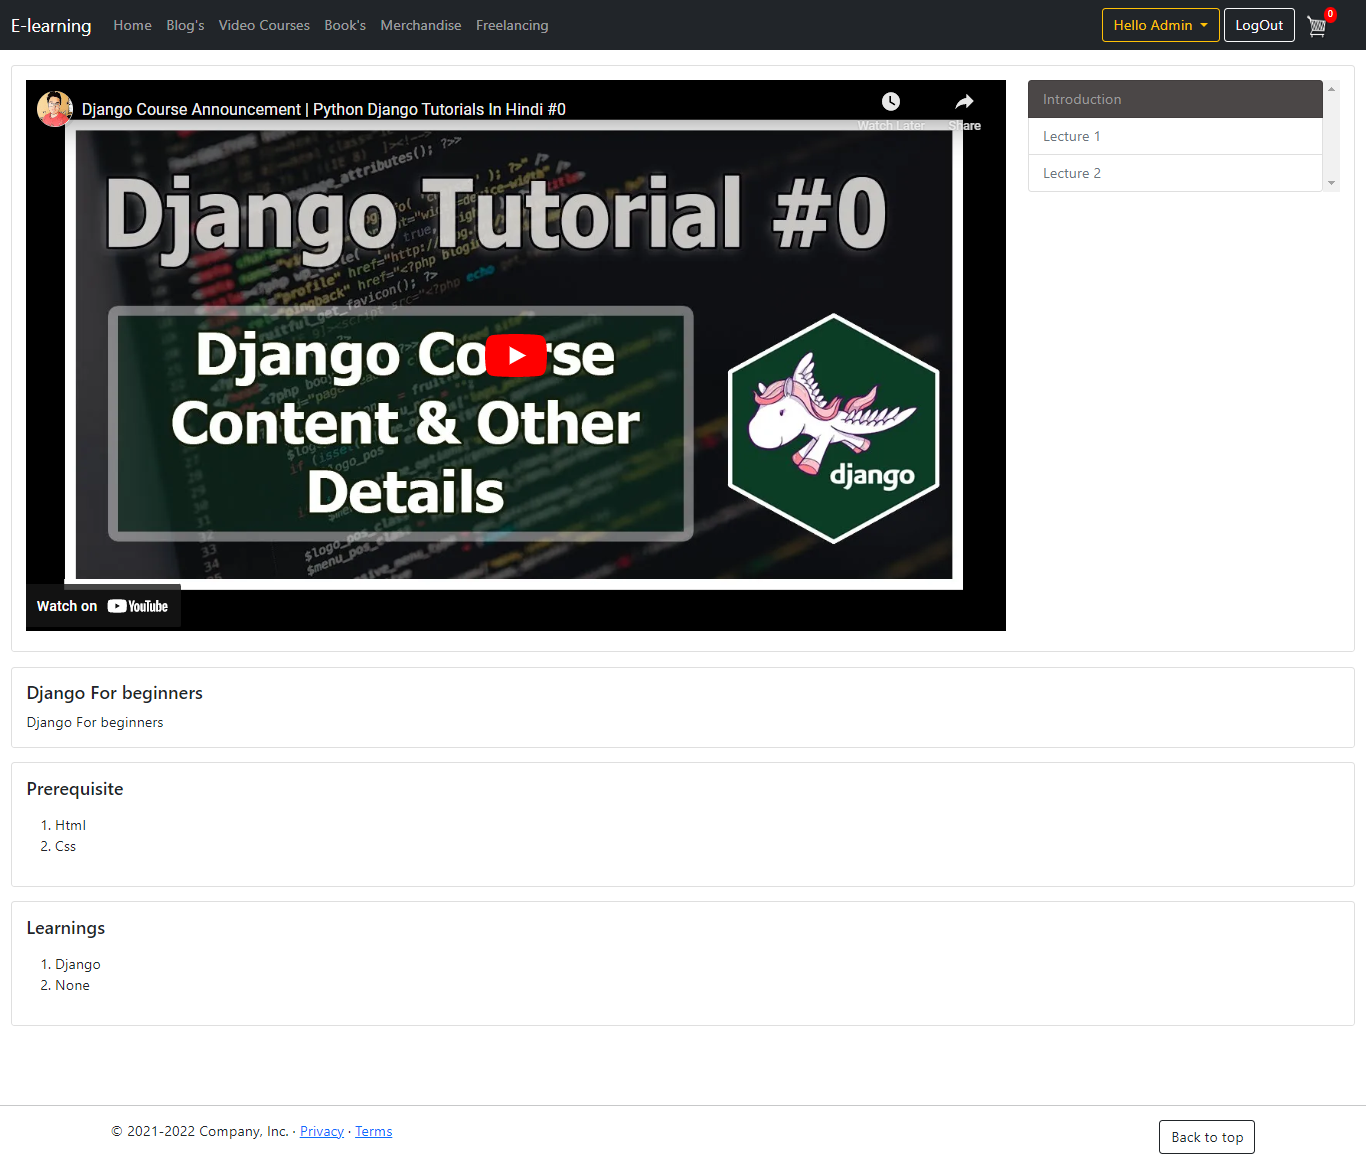 E-learning Home Blog's Video Courses Book's Merchandise Freelancing Hello Admin LogOut 0
Django Course Announcement | Python Django Tutorials In Hindi #0
Watch Later Share
Django Tutorial #0
Django Course
Content & Other
Details
django
Watch on YouTube
Introduction
Lecture 1
Lecture 2
Django For beginners
Django For beginners
Prerequisite
1. Html
2. Css
Learnings
1. Django
2. None
© 2021-2022 Company, Inc. · Privacy · Terms
Back to top